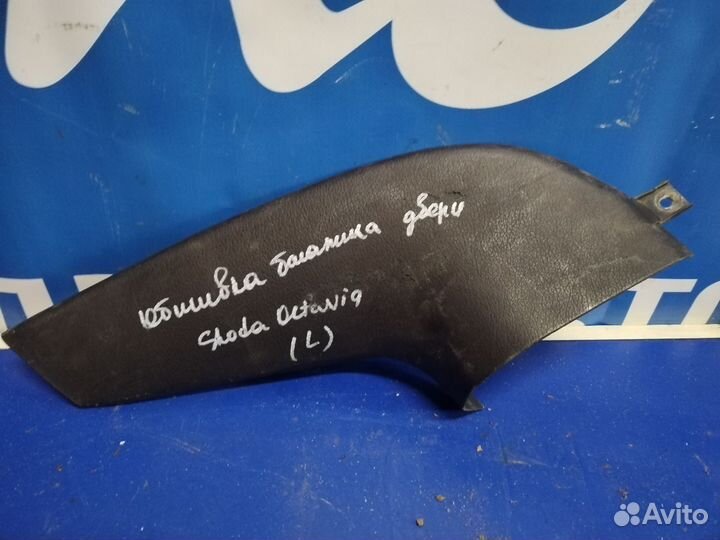 обшивка багажника двери
Skoda Octavia
(L)
Avito